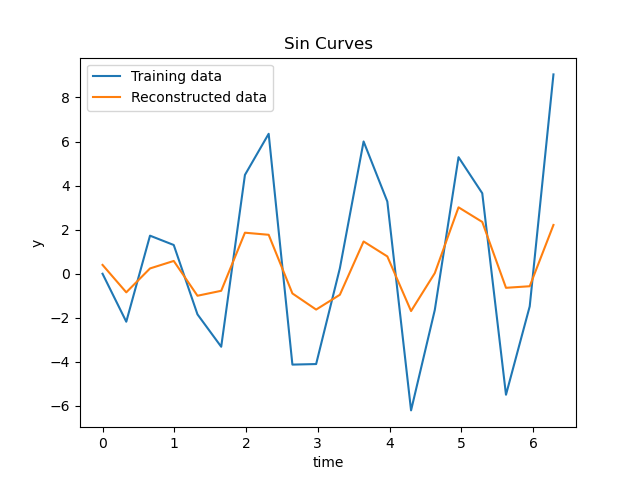 Sin Curves
Training data
Reconstructed data
8
6
4
2
0
−2
−4
−6
y
0 1 2 3 4 5 6
time